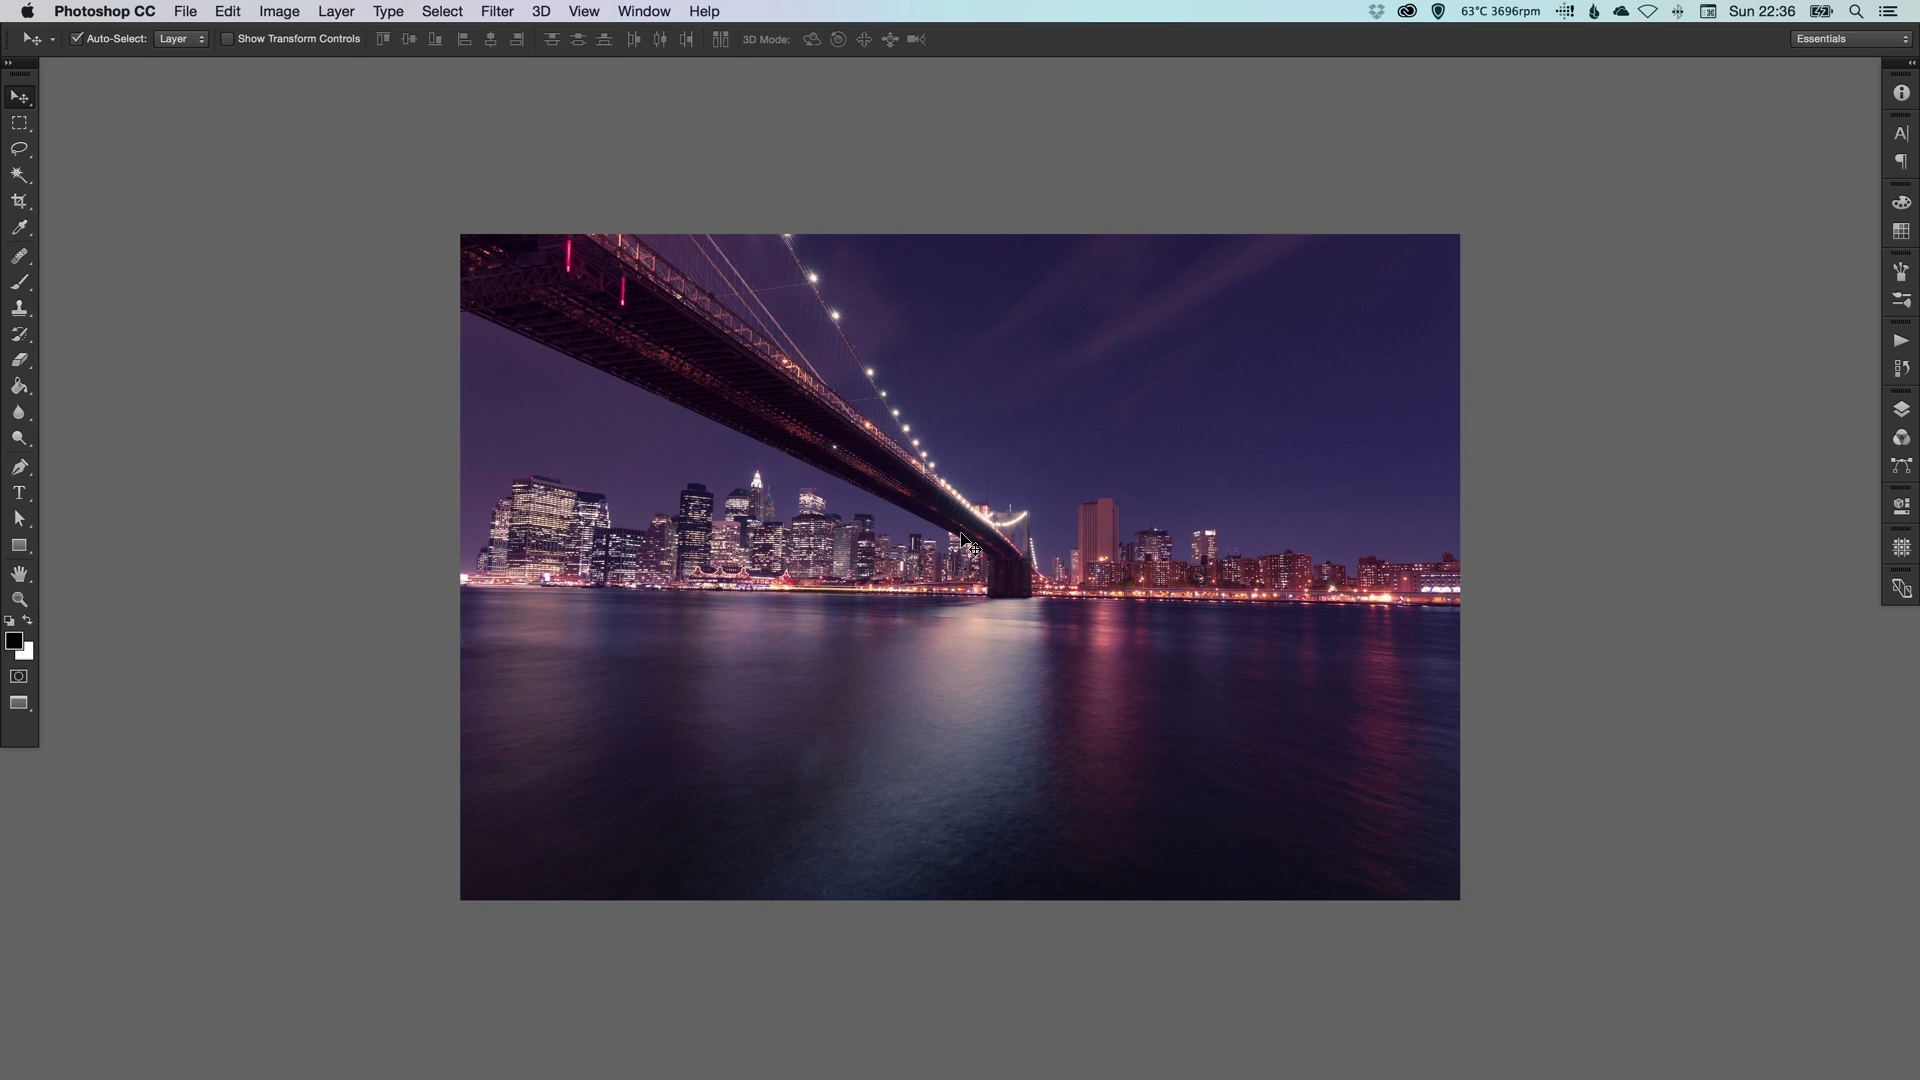 Photoshop CC File Edit Image Layer Type Select Filter 3D View Window Help 63°C 3696rpm Sun 22:36
Auto-Select: Layer Show Transform Controls 3D Mode: Essentials